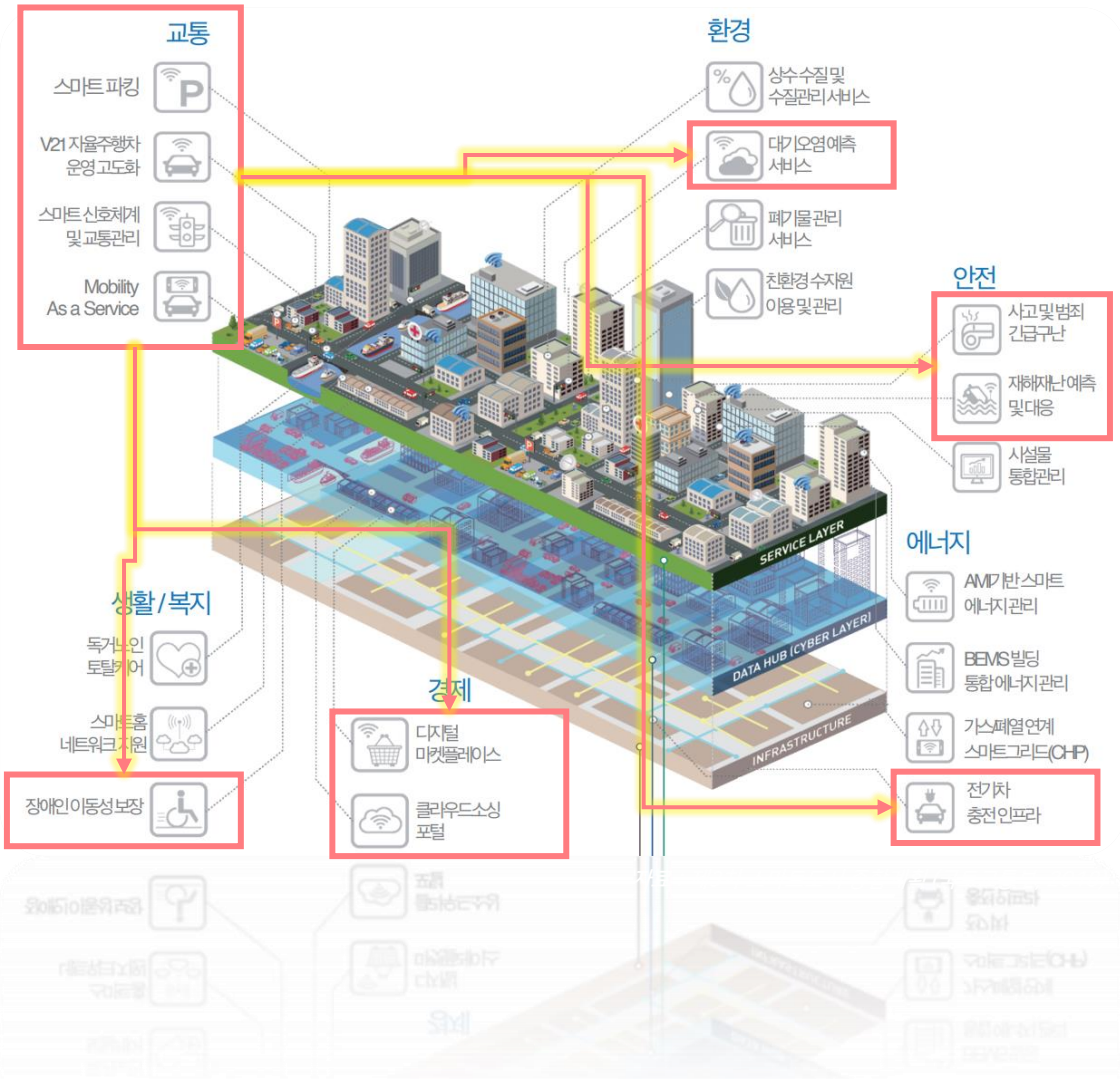 교통
스마트 파킹
V21 자율주행차
운영 고도화
스마트 신호체계
및 교통관리
Mobility
As a Service
환경
상수 수질 및
수질관리 서비스
대기오염 예측
서비스
폐기물 관리
서비스
친환경 수자원
이용 및 관리
안전
사고 및 범죄
긴급구난
재해재난 예측
및 대응
시설물
통합관리
에너지
AMI기반 스마트
에너지 관리
BEMS 빌딩
통합 에너지 관리
가스폐열 연계
스마트그리드(CHP)
전기차
충전 인프라
생활 / 복지
독거노인
토탈케어
스마트홈
네트워크 지원
장애인 이동성 보장
경제
디지털
마켓플레이스
클라우드소싱
포털
SERVICE LAYER
DATA HUB (CYBER LAYER)
INFRASTRUCTURE